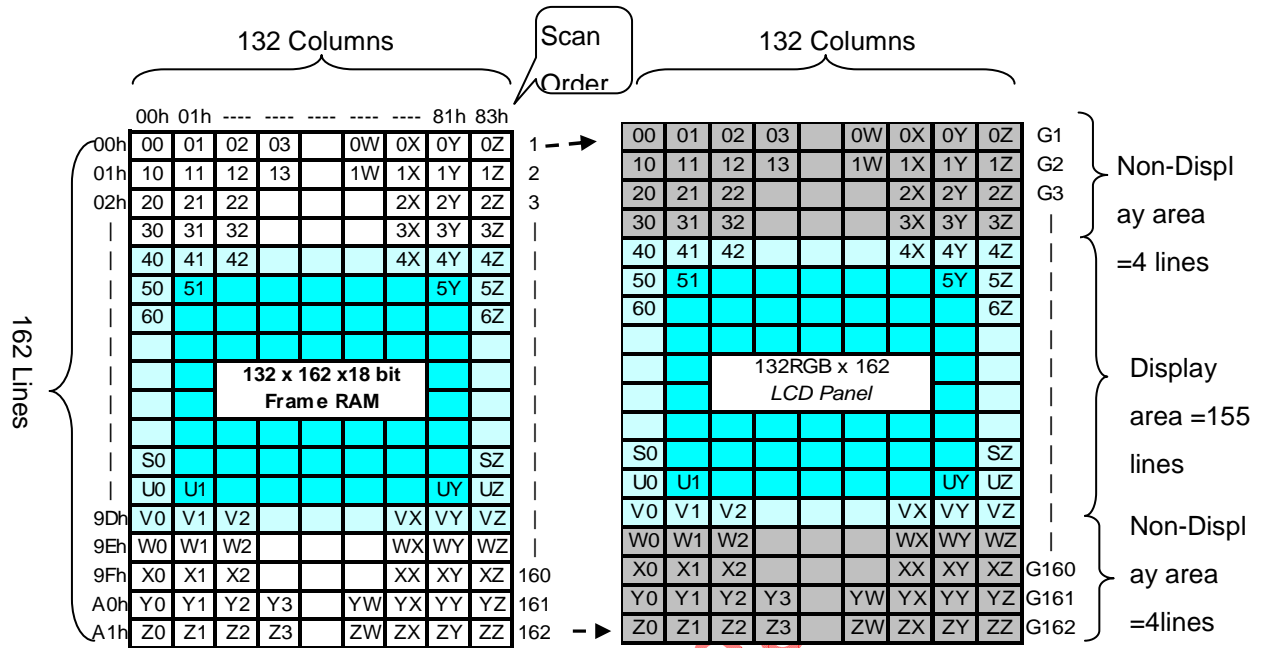 132 Columns
Scan
Order
132 Columns
00h 01h ---- ---- ---- ---- ---- 81h 83h
00h 00 01 02 03 0W 0X 0Y 0Z 1
01h 10 11 12 13 1W 1X 1Y 1Z 2
02h 20 21 22 2X 2Y 2Z 3
| 30 31 32 3X 3Y 3Z |
| 40 41 42 4X 4Y 4Z |
| 50 51 5Y 5Z |
| 60 6Z |
132 x 162 x18 bit
Frame RAM
| S0 SZ |
| U0 U1 UY UZ |
9Dh V0 V1 V2 VX VY VZ |
9Eh W0 W1 W2 WX WY WZ |
9Fh X0 X1 X2 XX XY XZ 160
A0h Y0 Y1 Y2 Y3 YW YX YY YZ 161
A1h Z0 Z1 Z2 Z3 ZW ZX ZY ZZ 162
162 Lines
00 01 02 03 0W 0X 0Y 0Z G1
10 11 12 13 1W 1X 1Y 1Z G2
20 21 22 2X 2Y 2Z G3
30 31 32 3X 3Y 3Z |
40 41 42 4X 4Y 4Z |
50 51 5Y 5Z |
60 6Z |
132RGB x 162
LCD Panel
S0 SZ |
U0 U1 UY UZ |
V0 V1 V2 VX VY VZ |
W0 W1 W2 WX WY WZ |
X0 X1 X2 XX XY XZ G160
Y0 Y1 Y2 Y3 YW YX YY YZ G161
Z0 Z1 Z2 Z3 ZW ZX ZY ZZ G162
Non-Displ
ay area
=4 lines
Display
area =155
lines
Non-Displ
ay area
=4lines